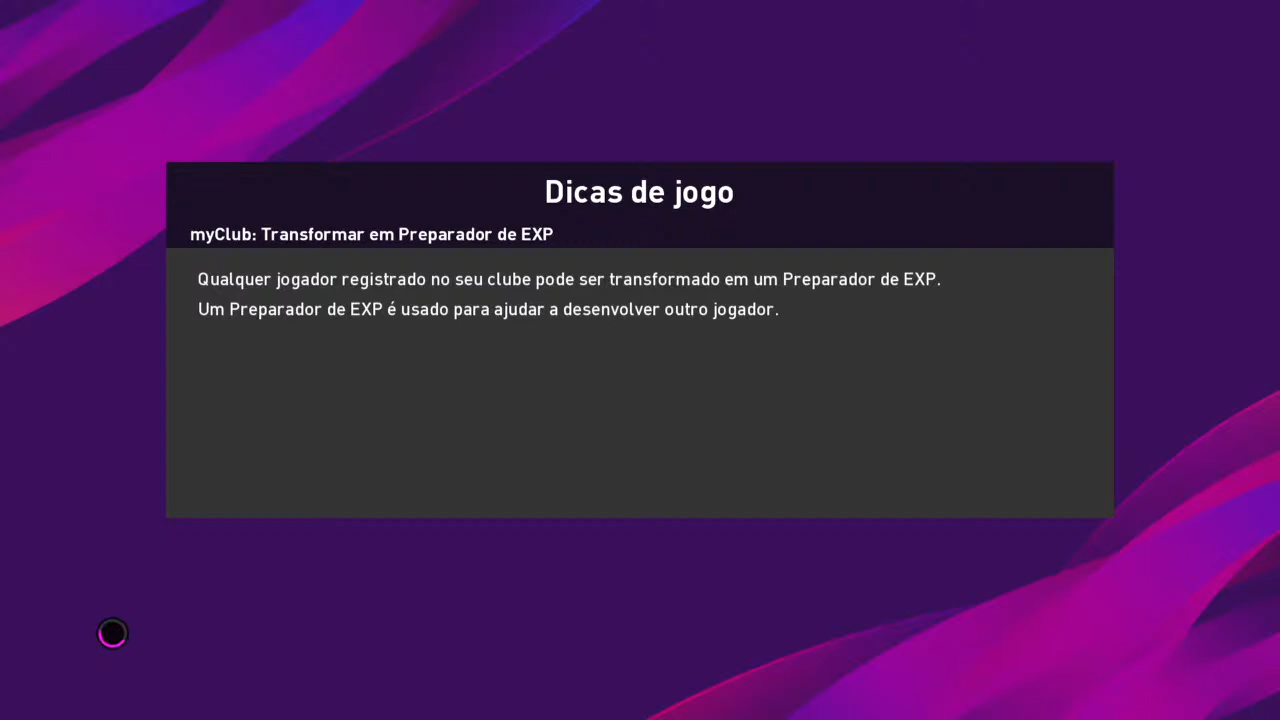 Dicas de jogo
myClub: Transformar em Preparador de EXP
Qualquer jogador registrado no seu clube pode ser transformado em um Preparador de EXP.
Um Preparador de EXP é usado para ajudar a desenvolver outro jogador.